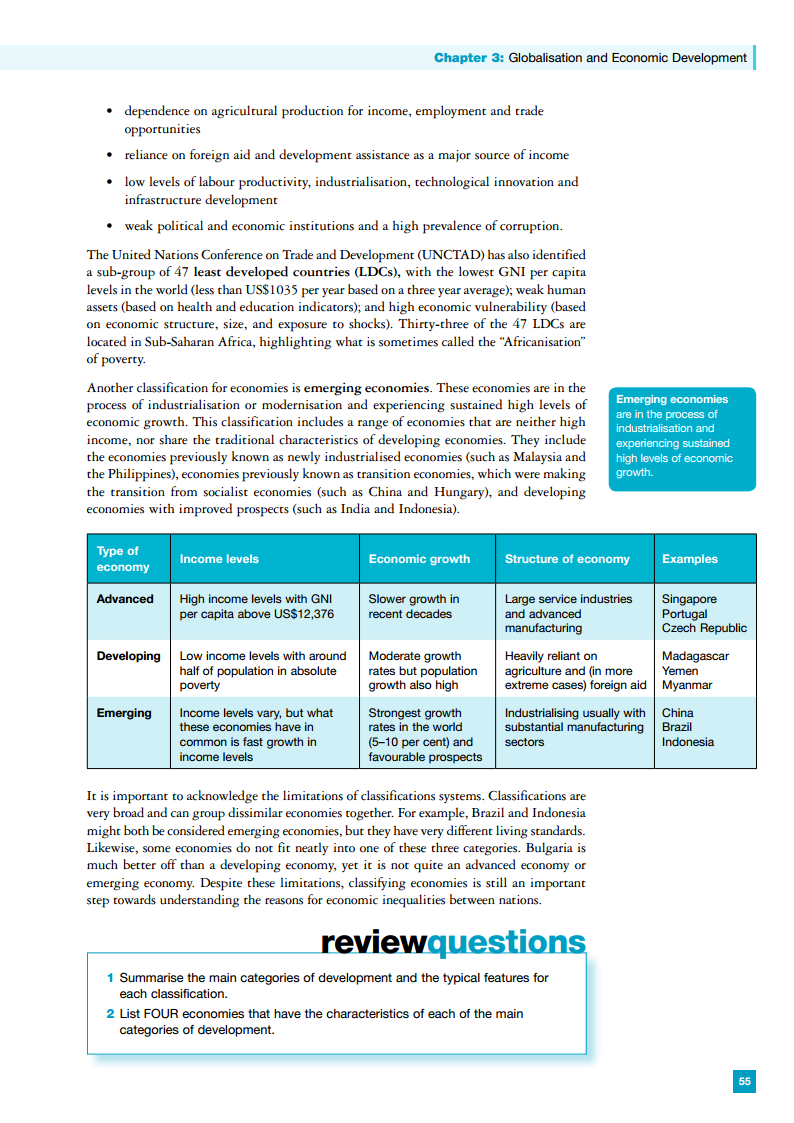 Chapter 3: Globalisation and Economic Development
• dependence on agricultural production for income, employment and trade
opportunities
• reliance on foreign aid and development assistance as a major source of income
• low levels of labour productivity, industrialisation, technological innovation and
infrastructure development
• weak political and economic institutions and a high prevalence of corruption.
The United Nations Conference on Trade and Development (UNCTAD) has also identified
a sub-group of 47 least developed countries (LDCs), with the lowest GNI per capita
levels in the world (less than US$1035 per year based on a three year average); weak human
assets (based on health and education indicators); and high economic vulnerability (based
on economic structure, size, and exposure to shocks). Thirty-three of the 47 LDCs are
located in Sub-Saharan Africa, highlighting what is sometimes called the “Africanisation”
of poverty.
Another classification for economies is emerging economies. These economies are in the
process of industrialisation or modernisation and experiencing sustained high levels of
economic growth. This classification includes a range of economies that are neither high
income, nor share the traditional characteristics of developing economies. They include
the economies previously known as newly industrialised economies (such as Malaysia and
the Philippines), economies previously known as transition economies, which were making
the transition from socialist economies (such as China and Hungary), and developing
economies with improved prospects (such as India and Indonesia).
Emerging economies
are in the process of
industrialisation and
experiencing sustained
high levels of economic
growth.
Type of
economy
Income levels
Economic growth
Structure of economy
Examples
Advanced
High income levels with GNI
per capita above US$12,376
Slower growth in
recent decades
Large service industries
and advanced
manufacturing
Singapore
Portugal
Czech Republic
Developing
Low income levels with around
half of population in absolute
poverty
Moderate growth
rates but population
growth also high
Heavily reliant on
agriculture and (in more
extreme cases) foreign aid
Madagascar
Yemen
Myanmar
Emerging
Income levels vary, but what
these economies have in
common is fast growth in
income levels
Strongest growth
rates in the world
(5–10 per cent) and
favourable prospects
Industrialising usually with
substantial manufacturing
sectors
China
Brazil
Indonesia
It is important to acknowledge the limitations of classifications systems. Classifications are
very broad and can group dissimilar economies together. For example, Brazil and Indonesia
might both be considered emerging economies, but they have very different living standards.
Likewise, some economies do not fit neatly into one of these three categories. Bulgaria is
much better off than a developing economy, yet it is not quite an advanced economy or
emerging economy. Despite these limitations, classifying economies is still an important
step towards understanding the reasons for economic inequalities between nations.
reviewquestions
1 Summarise the main categories of development and the typical features for
each classification.
2 List FOUR economies that have the characteristics of each of the main
categories of development.
55